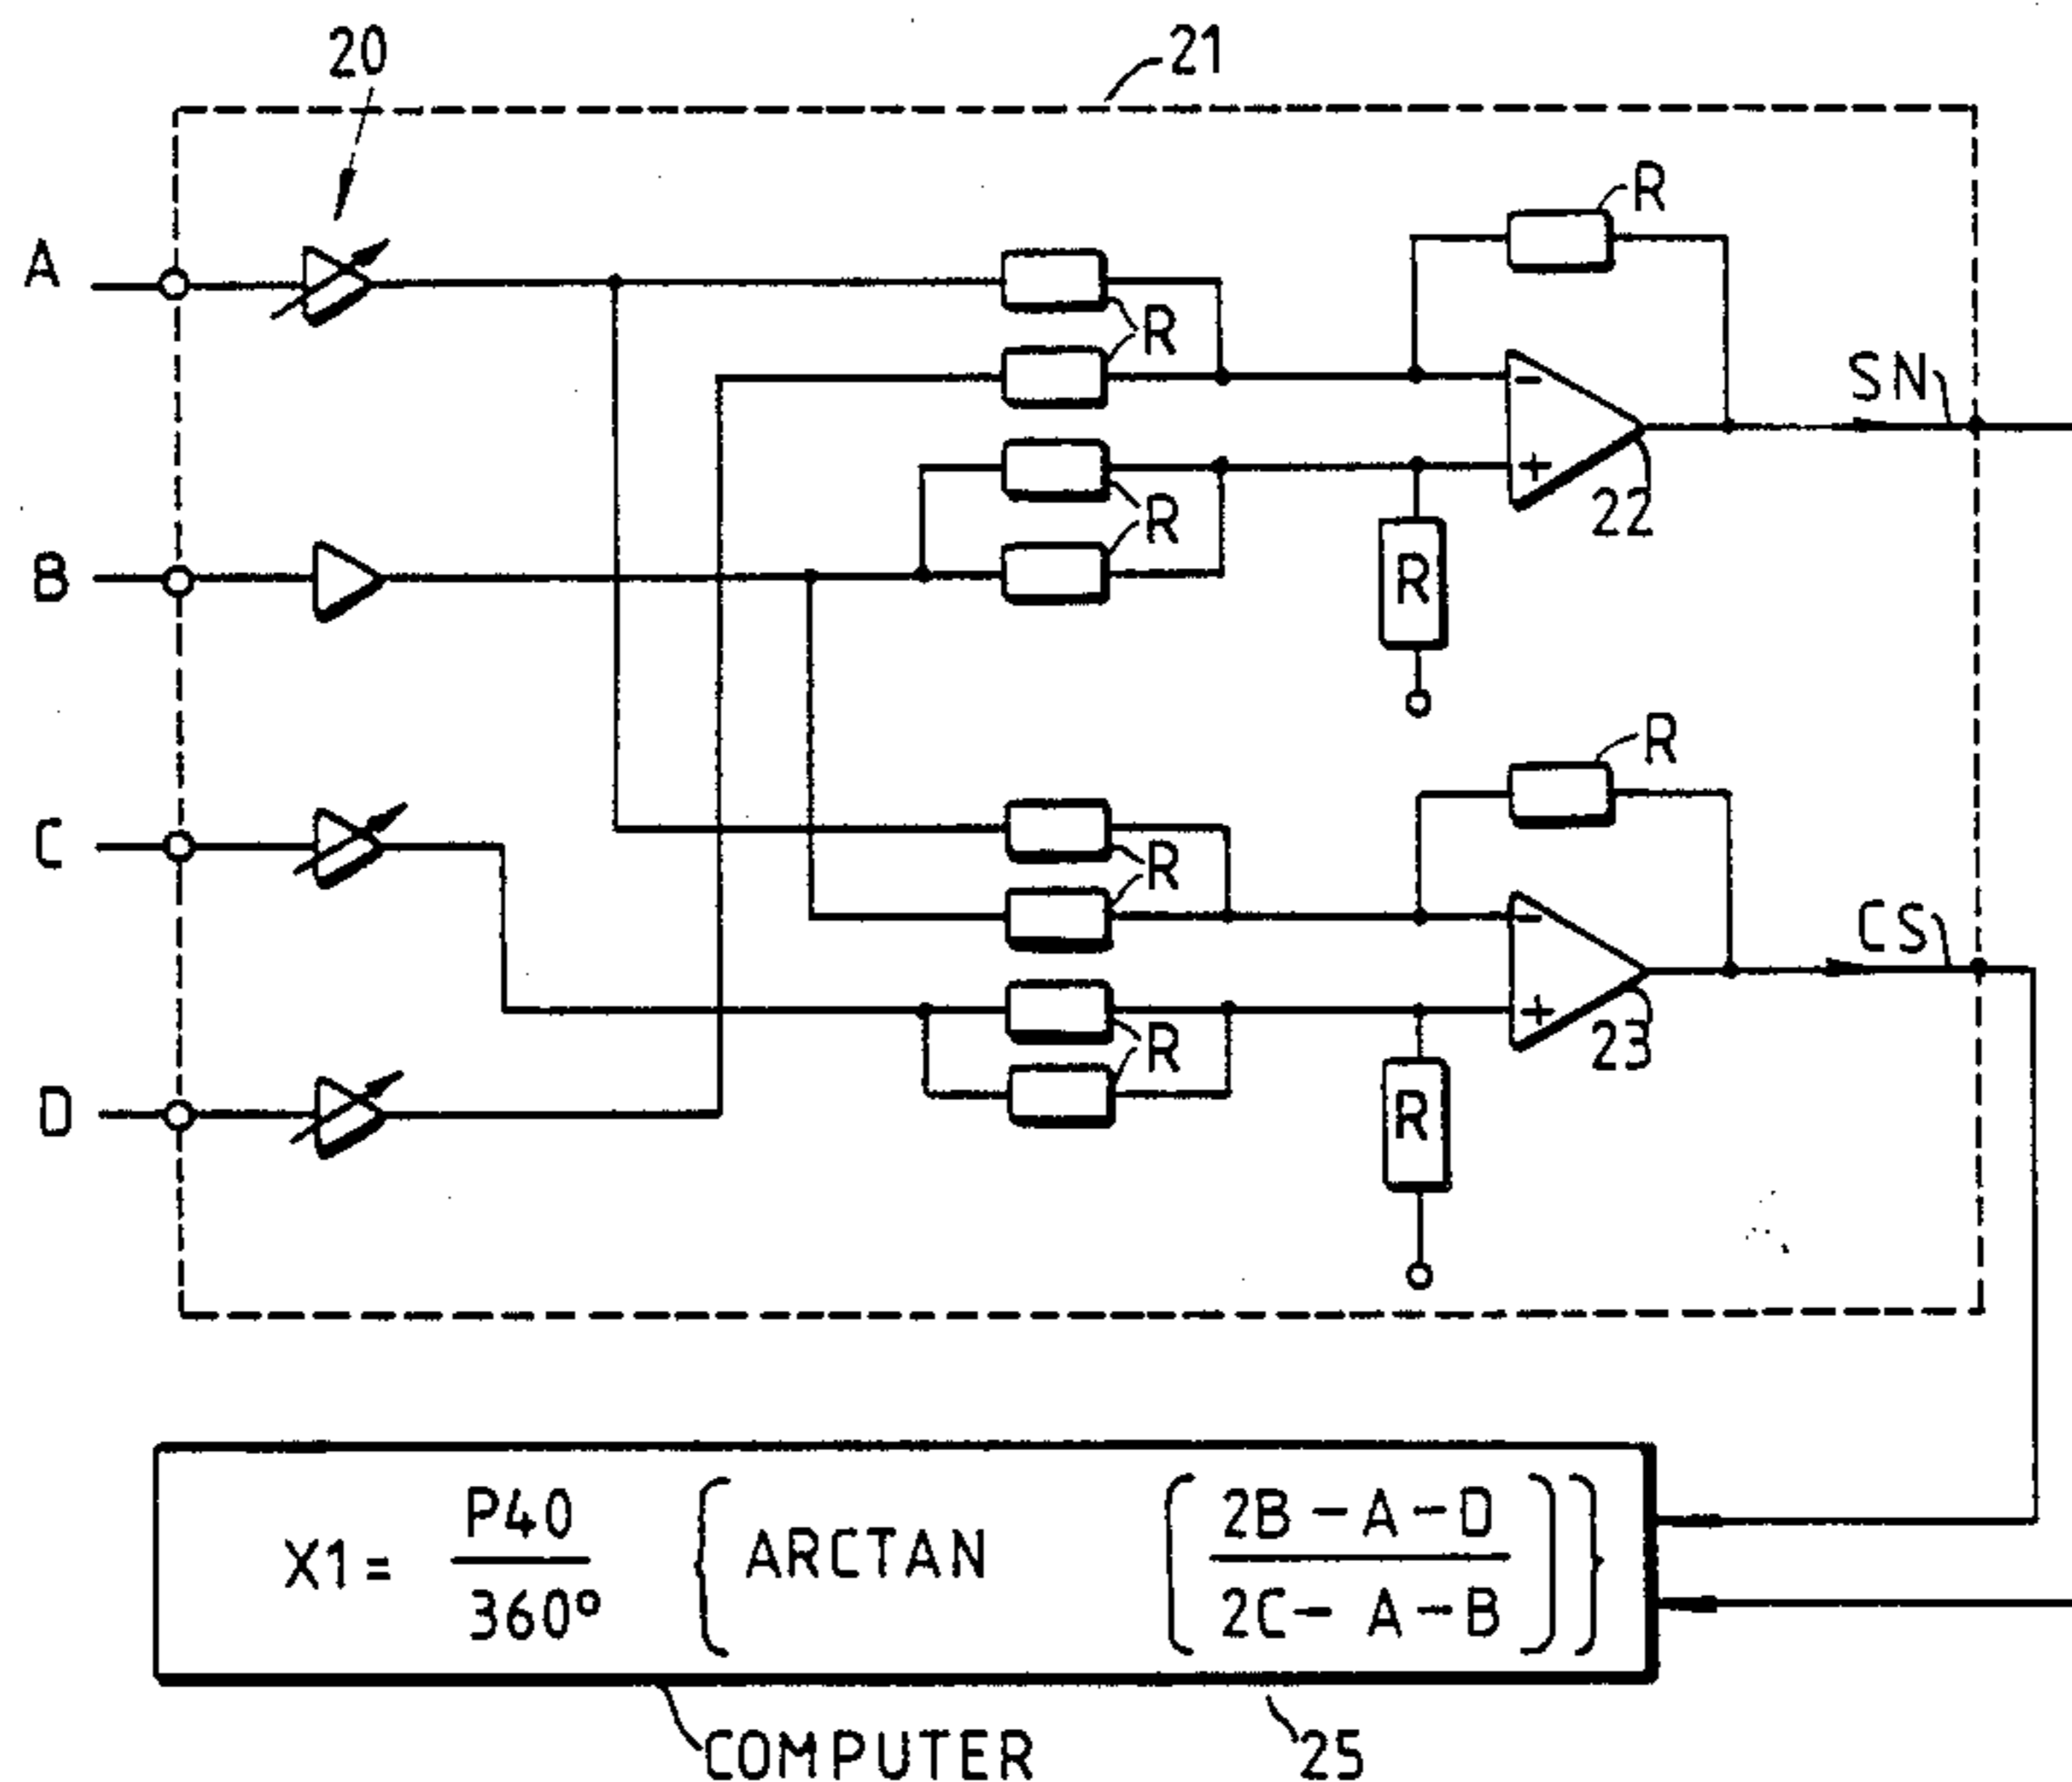 20
21
A
R
R
SN
R
22
B
R
R
C
R
CS
R
23
D
R
X1 = P40 / 360° { ARCTAN ( 2B - A - D / 2C - A - B ) }
COMPUTER
25